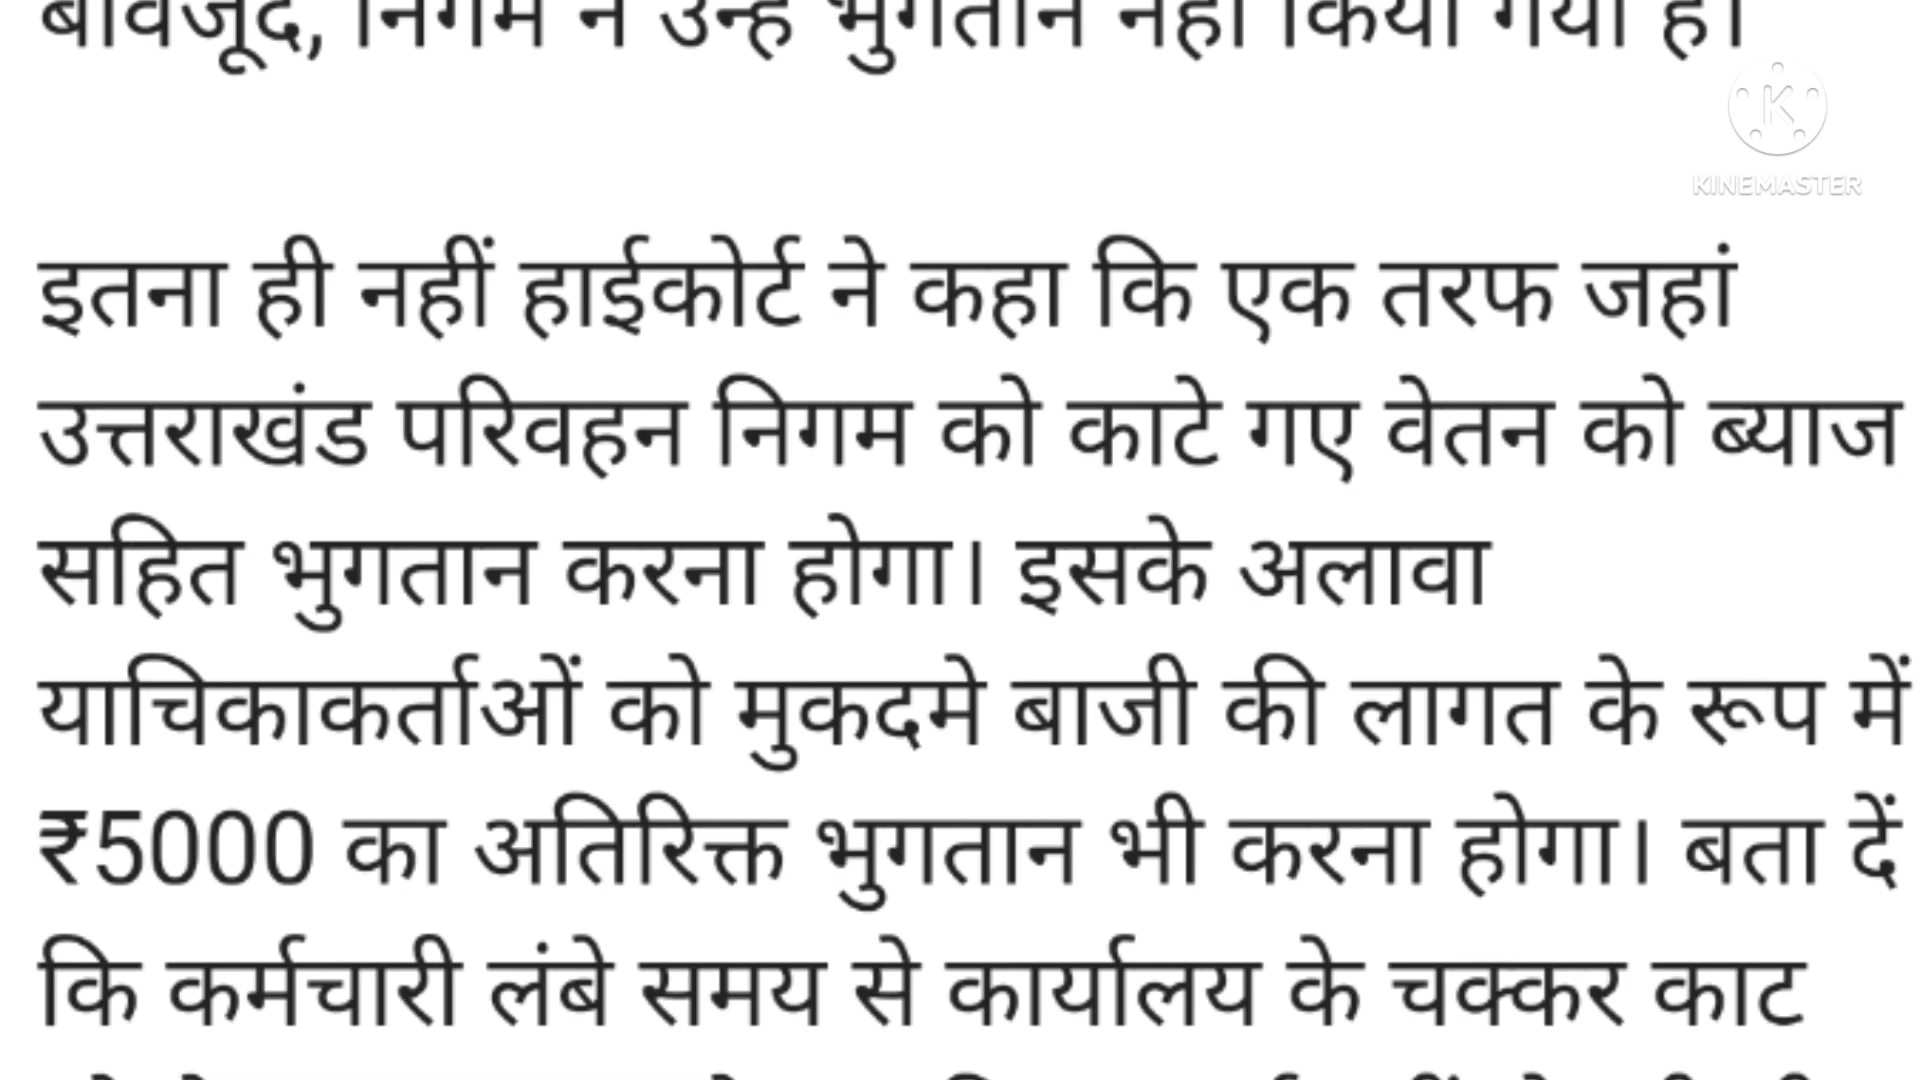 बावजूद, निगम ने उन्हें भुगतान नहीं किया गया है।
KINEMASTER
इतना ही नहीं हाईकोर्ट ने कहा कि एक तरफ जहां
उत्तराखंड परिवहन निगम को काटे गए वेतन को ब्याज
सहित भुगतान करना होगा। इसके अलावा
याचिकाकर्ताओं को मुकदमे बाजी की लागत के रूप में
₹5000 का अतिरिक्त भुगतान भी करना होगा। बता दें
कि कर्मचारी लंबे समय से कार्यालय के चक्कर काट